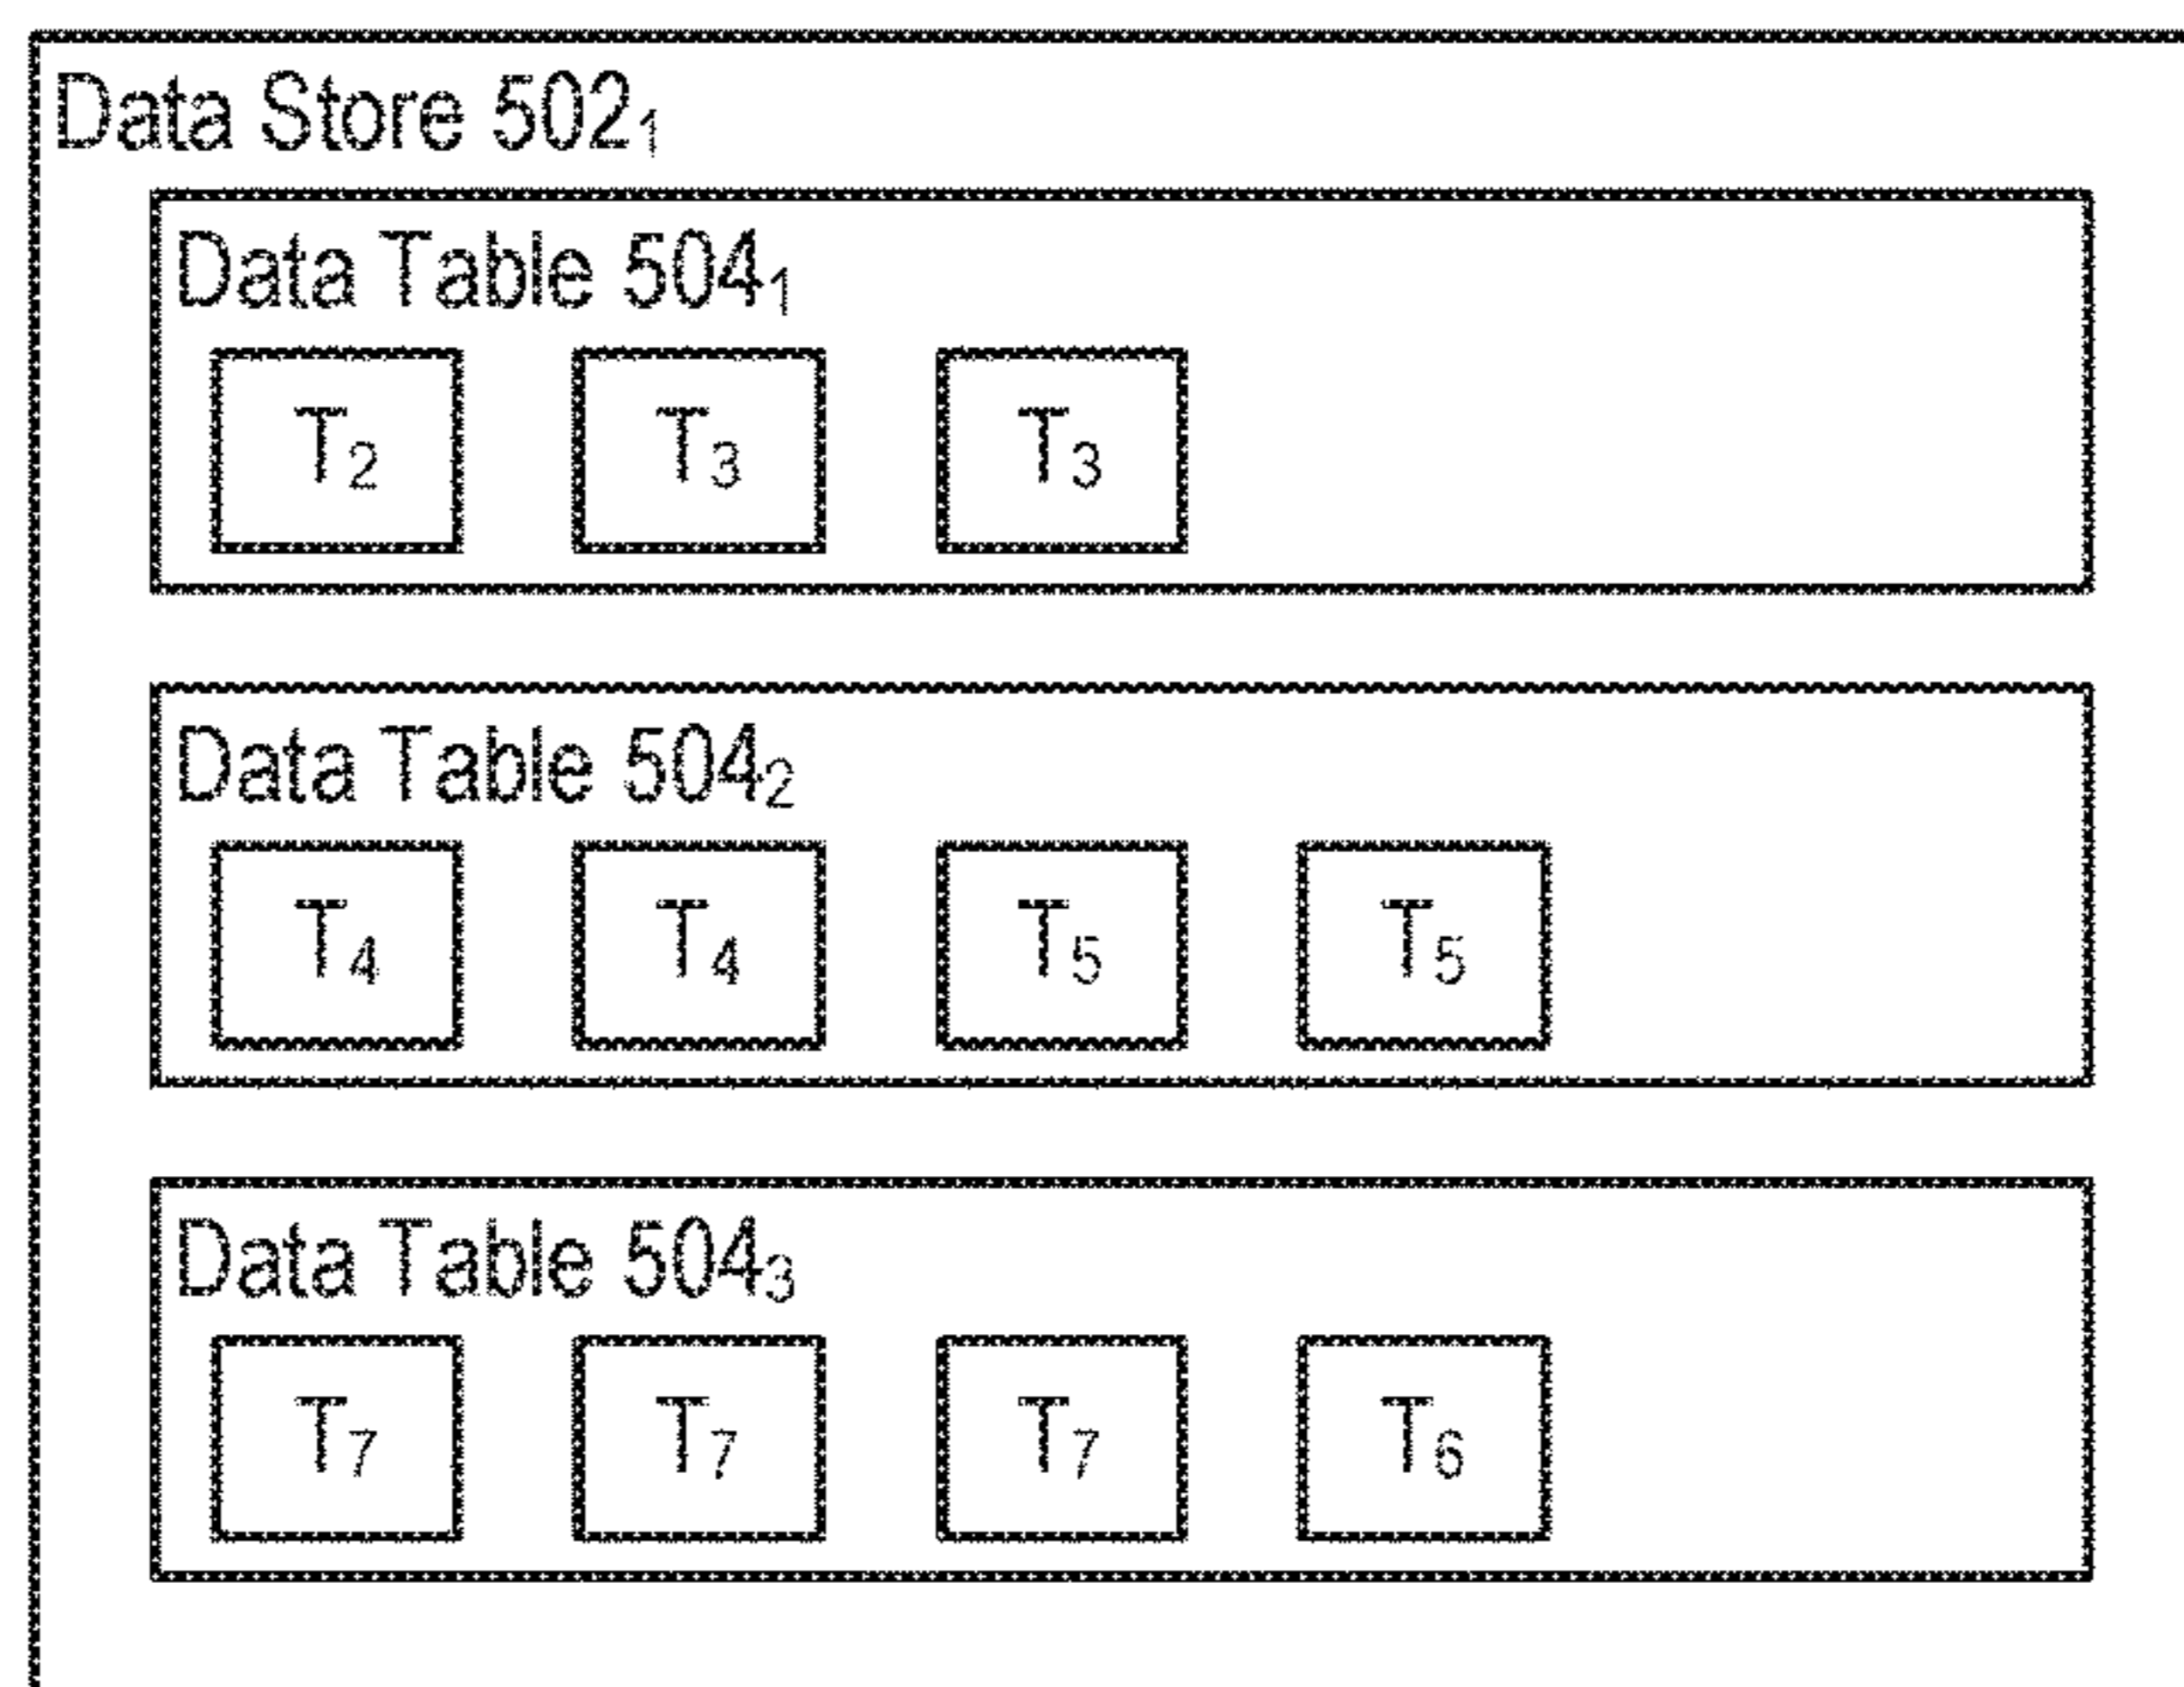 Data Store 502₁
Data Table 504₁
T₂ T₃ T₃
Data Table 504₂
T₄ T₄ T₅ T₅
Data Table 504₃
T₇ T₇ T₇ T₆